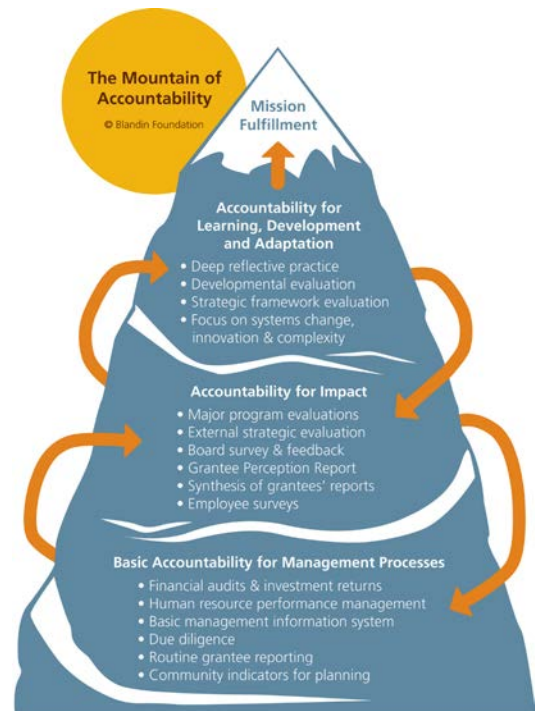 The Mountain of
Accountability
© Blandin Foundation
Mission
Fulfillment
Accountability for
Learning, Development
and Adaptation
• Deep reflective practice
• Developmental evaluation
• Strategic framework evaluation
• Focus on systems change,
innovation & complexity
Accountability for Impact
• Major program evaluations
• External strategic evaluation
• Board survey & feedback
• Grantee Perception Report
• Synthesis of grantees' reports
• Employee surveys
Basic Accountability for Management Processes
• Financial audits & investment returns
• Human resource performance management
• Basic management information system
• Due diligence
• Routine grantee reporting
• Community indicators for planning